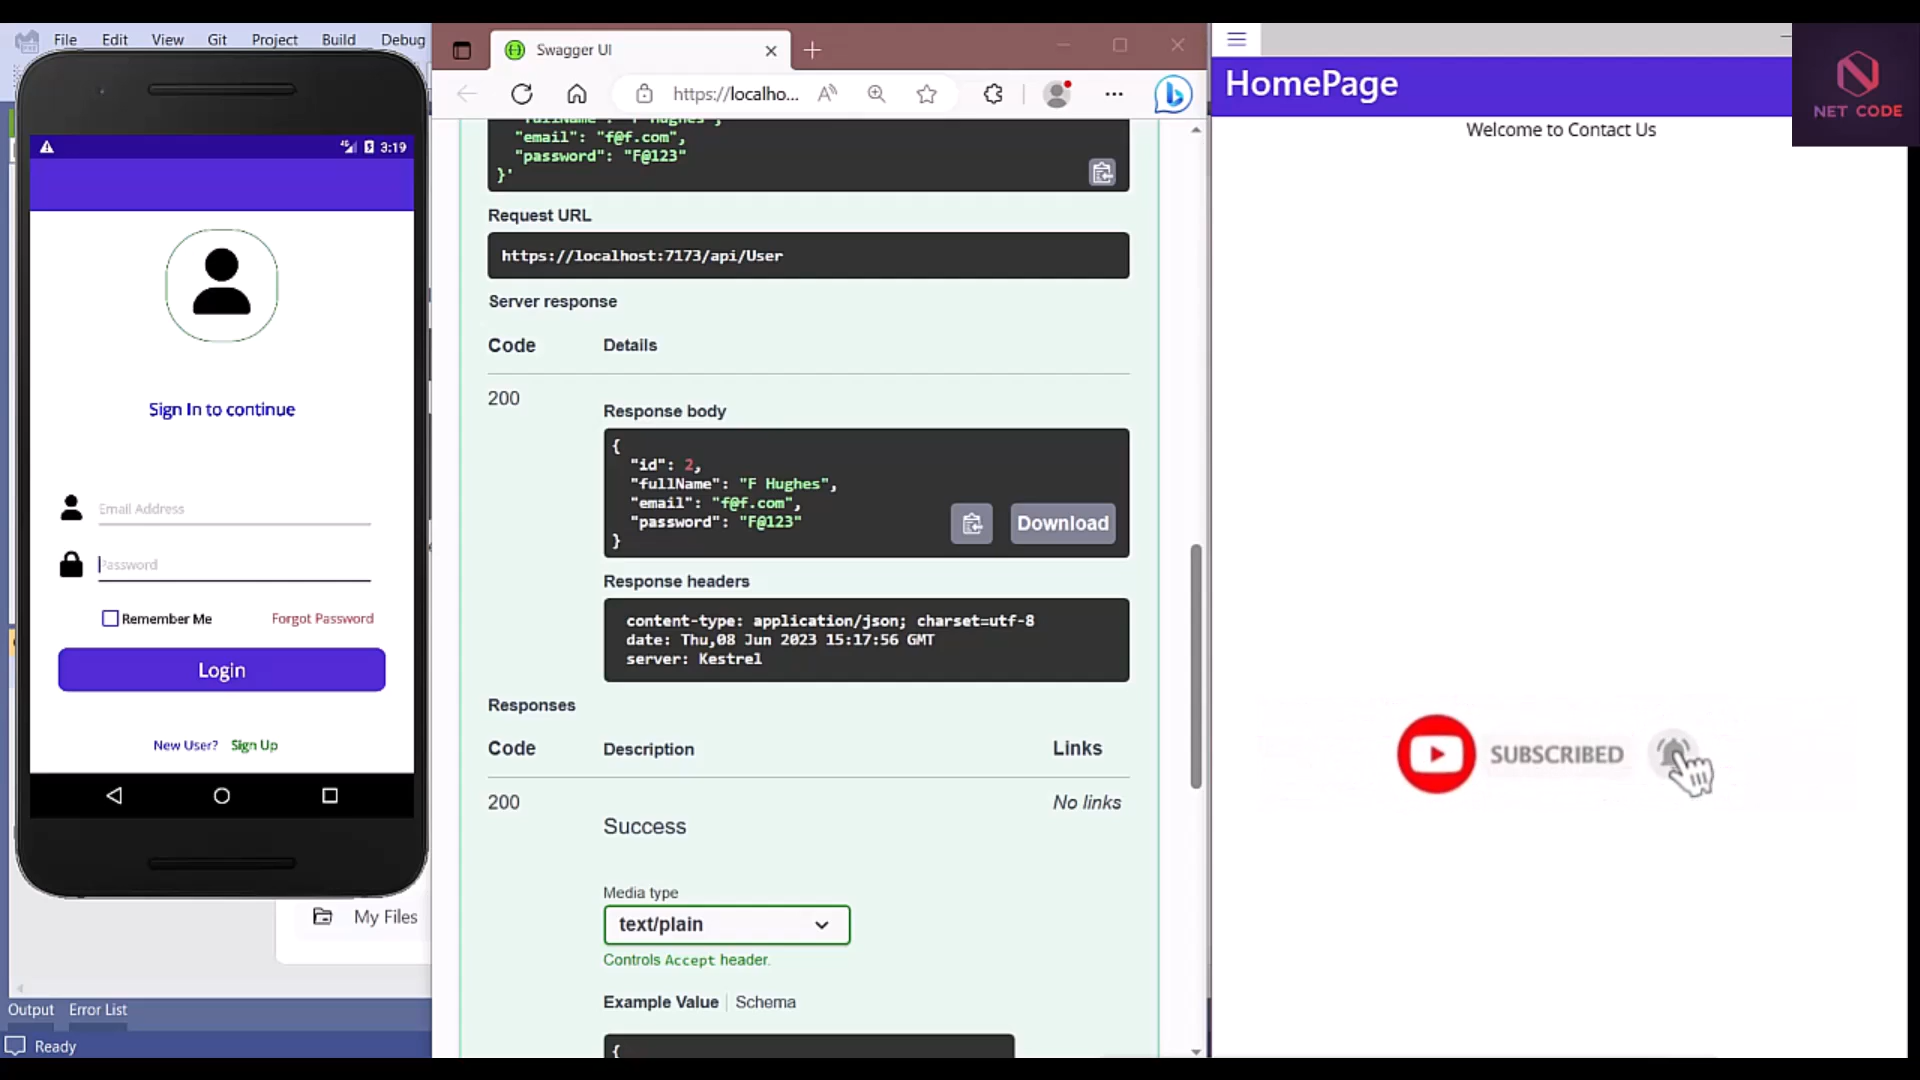 File Edit View Git Project Build Debug
3:19
Sign In to continue
Email Address
Password
Remember Me Forgot Password
Login
New User? Sign Up
My Files
Output Error List
Ready
Swagger UI
https://localho...
"email": "f@f.com",
"password": "F@123"
}'
Request URL
https://localhost:7173/api/User
Server response
Code Details
200
Response body
{
"id": 2,
"fullName": "F Hughes",
"email": "f@f.com",
"password": "F@123"
}
Download
Response headers
content-type: application/json; charset=utf-8
date: Thu,08 Jun 2023 15:17:56 GMT
server: Kestrel
Responses
Code Description Links
200 No links
Success
Media type
text/plain
Controls Accept header.
Example Value Schema
{
HomePage
Welcome to Contact Us
NET CODE
SUBSCRIBED